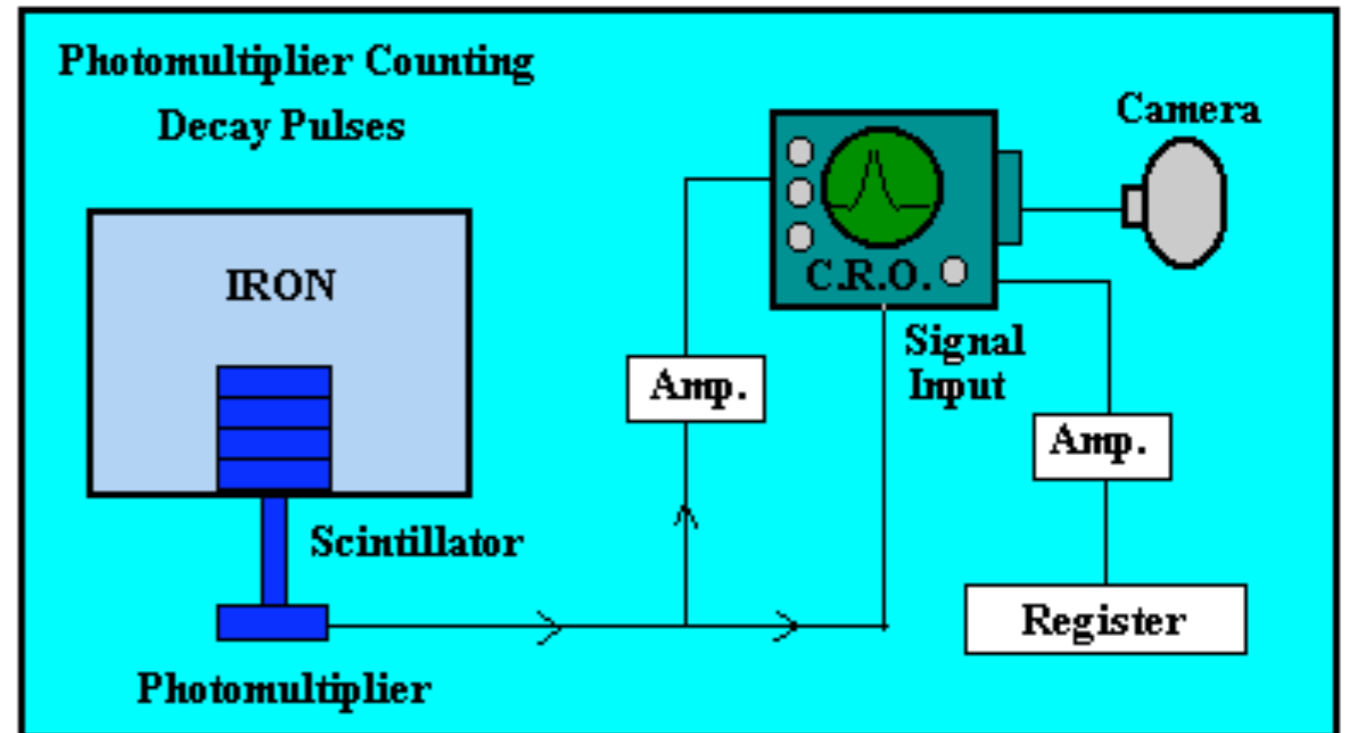 Photomultiplier Counting
Decay Pulses
Camera
IRON
C.R.O.
Signal
Input
Amp.
Amp.
Scintillator
Register
Photomultiplier